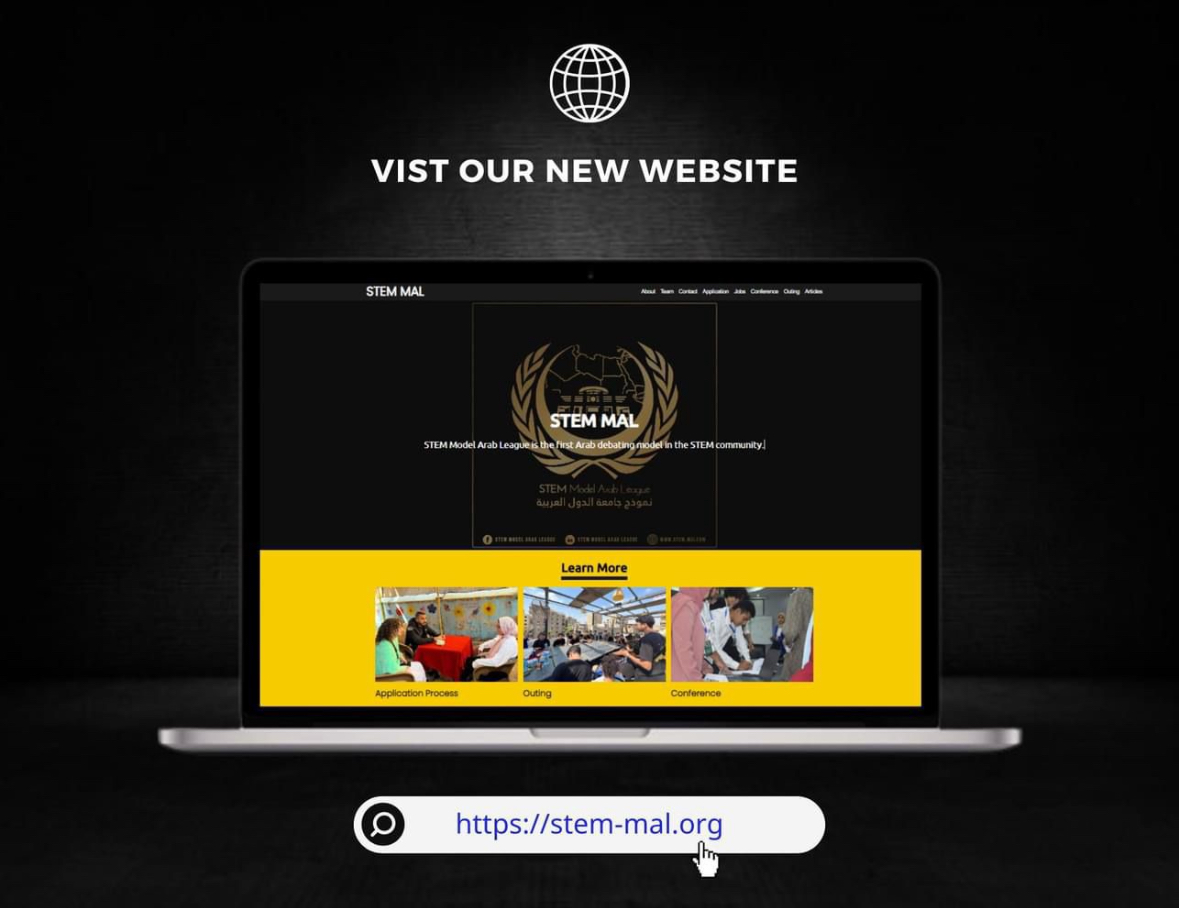 VIST OUR NEW WEBSITE
STEM MAL
About Team Contact Application Jobs Conference Outing Articles
STEM MAL
STEM Model Arab League is the first Arab debating model in the STEM community.
STEM Model Arab League
نموذج جامعة الدول العربية
STEM MODEL ARAB LEAGUE STEM MODEL ARAB LEAGUE
Learn More
Application Process
Outing
Conference
https://stem-mal.org